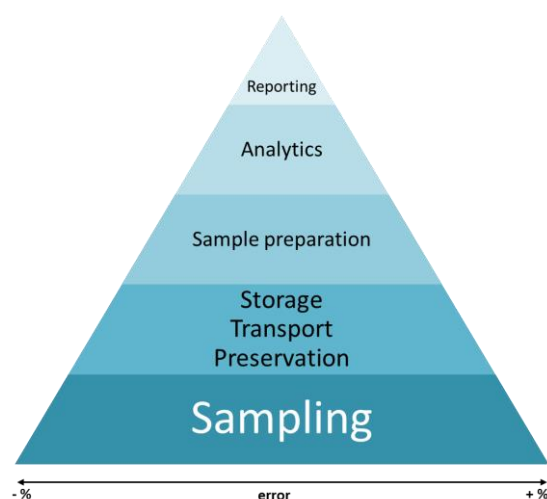 Reporting
Analytics
Sample preparation
Storage
Transport
Preservation
Sampling
- % error + %